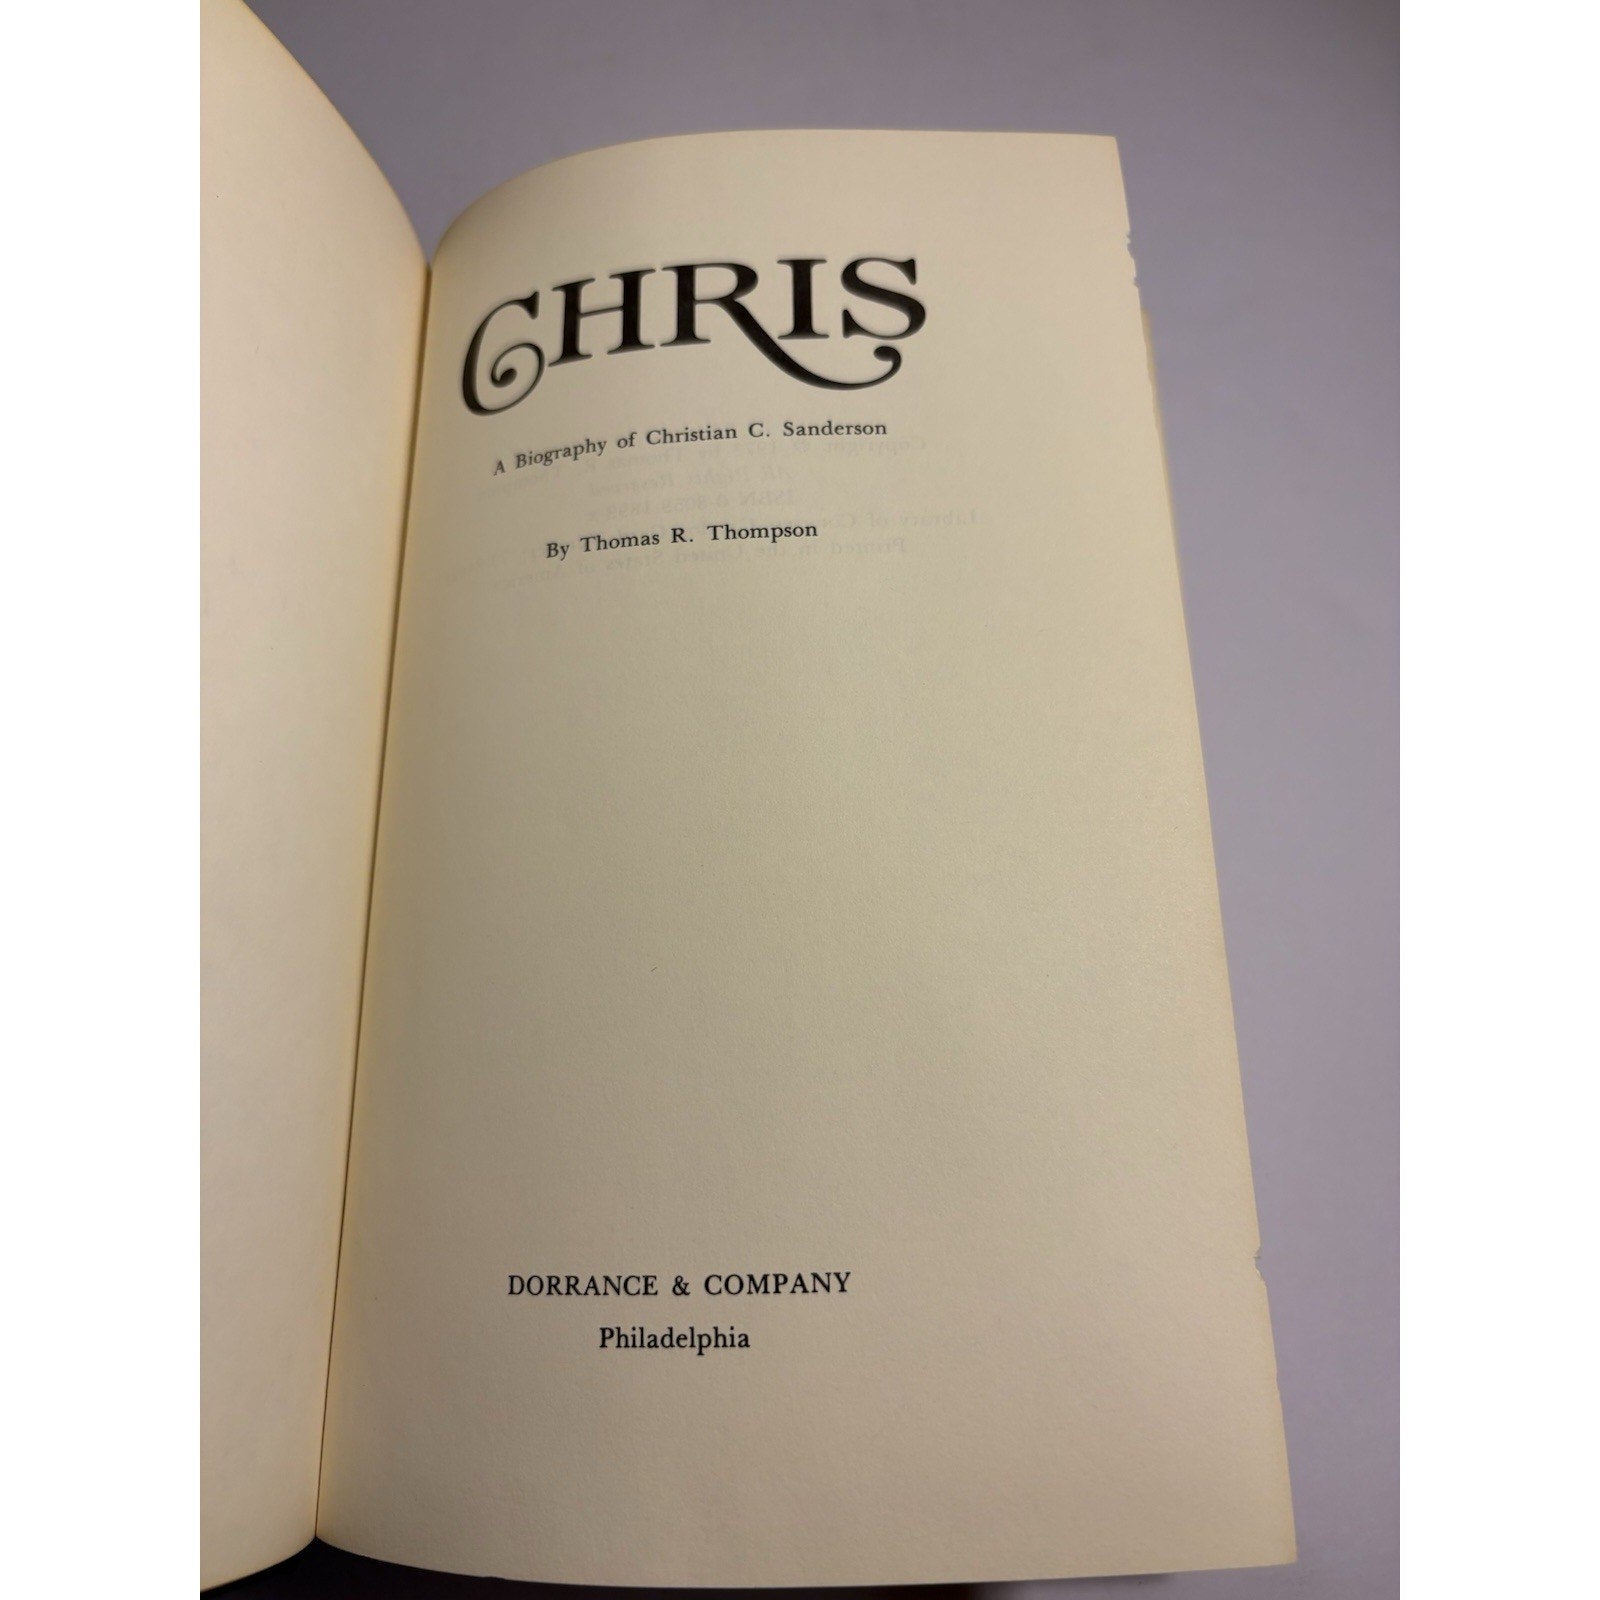 CHRIS
A Biography of Christian C. Sanderson
By Thomas R. Thompson
DORRANCE & COMPANY
Philadelphia